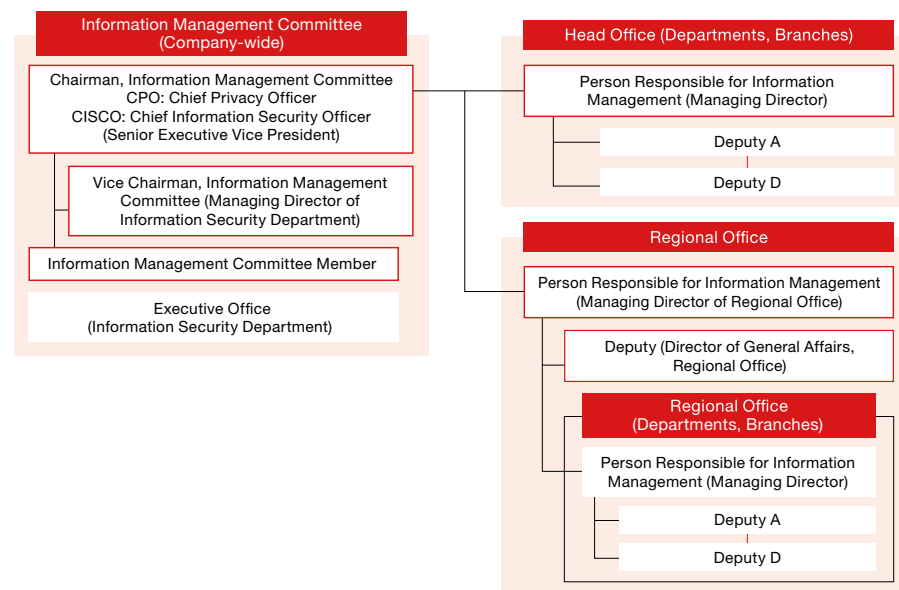 Information Management Committee
(Company-wide)
Chairman, Information Management Committee
CPO: Chief Privacy Officer
CISCO: Chief Information Security Officer
(Senior Executive Vice President)
Vice Chairman, Information Management
Committee (Managing Director of
Information Security Department)
Information Management Committee Member
Executive Office
(Information Security Department)
Head Office (Departments, Branches)
Person Responsible for Information
Management (Managing Director)
Deputy A
Deputy D
Regional Office
Person Responsible for Information Management
(Managing Director of Regional Office)
Deputy (Director of General Affairs,
Regional Office)
Regional Office
(Departments, Branches)
Person Responsible for Information
Management (Managing Director)
Deputy A
Deputy D